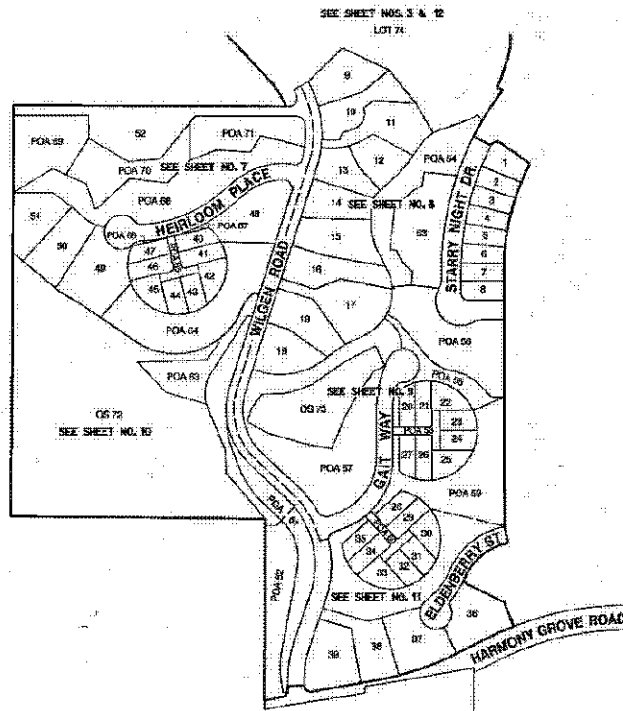 SEE SHEET NOS. 3 & 12
LOT 74
9
10
11
12
13
14
15
16
17
18
19
52
POA 69
POA 71
SEE SHEET NO. 7
POA 70
POA 68
HEIRLOOM PLACE
POA 67
48
51
50
49
47
46
45
44
43
42
41
40
POA 64
POA 63
WILGEN ROAD
POA 54
SEE SHEET NO. 8
53
STARRY NIGHT DR.
1
2
3
4
5
6
7
8
POA 56
POA 55
SEE SHEET NO. 9
OS 72
SEE SHEET NO. 10
OS 73
POA 57
GAIT WAY
20
21
22
23
24
25
26
27
POA 58
POA 59
28
29
30
31
32
33
34
35
POA
POA 62
SEE SHEET NO. 11
ELDENBERRY ST.
36
37
38
39
HARMONY GROVE ROAD